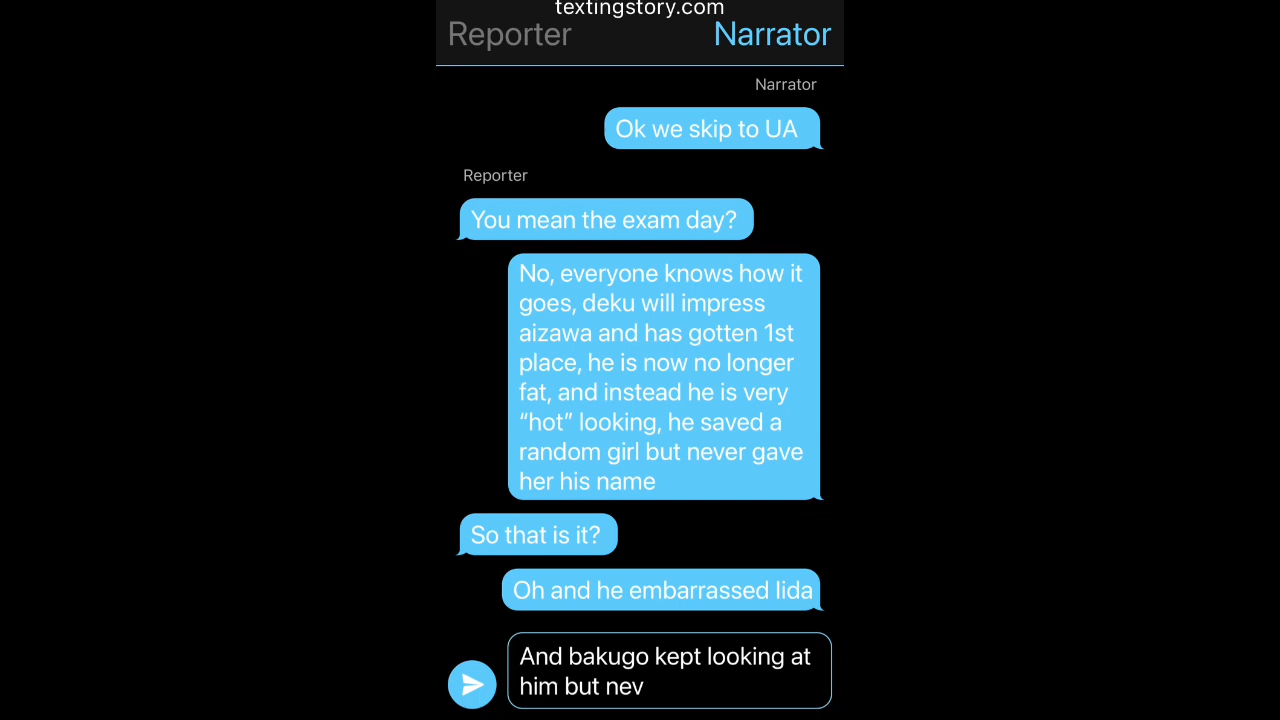 textingstory.com
Reporter Narrator
Narrator
Ok we skip to UA
Reporter
You mean the exam day?
No, everyone knows how it
goes, deku will impress
aizawa and has gotten 1st
place, he is now no longer
fat, and instead he is very
“hot” looking, he saved a
random girl but never gave
her his name
So that is it?
Oh and he embarrassed Iida
And bakugo kept looking at
him but nev